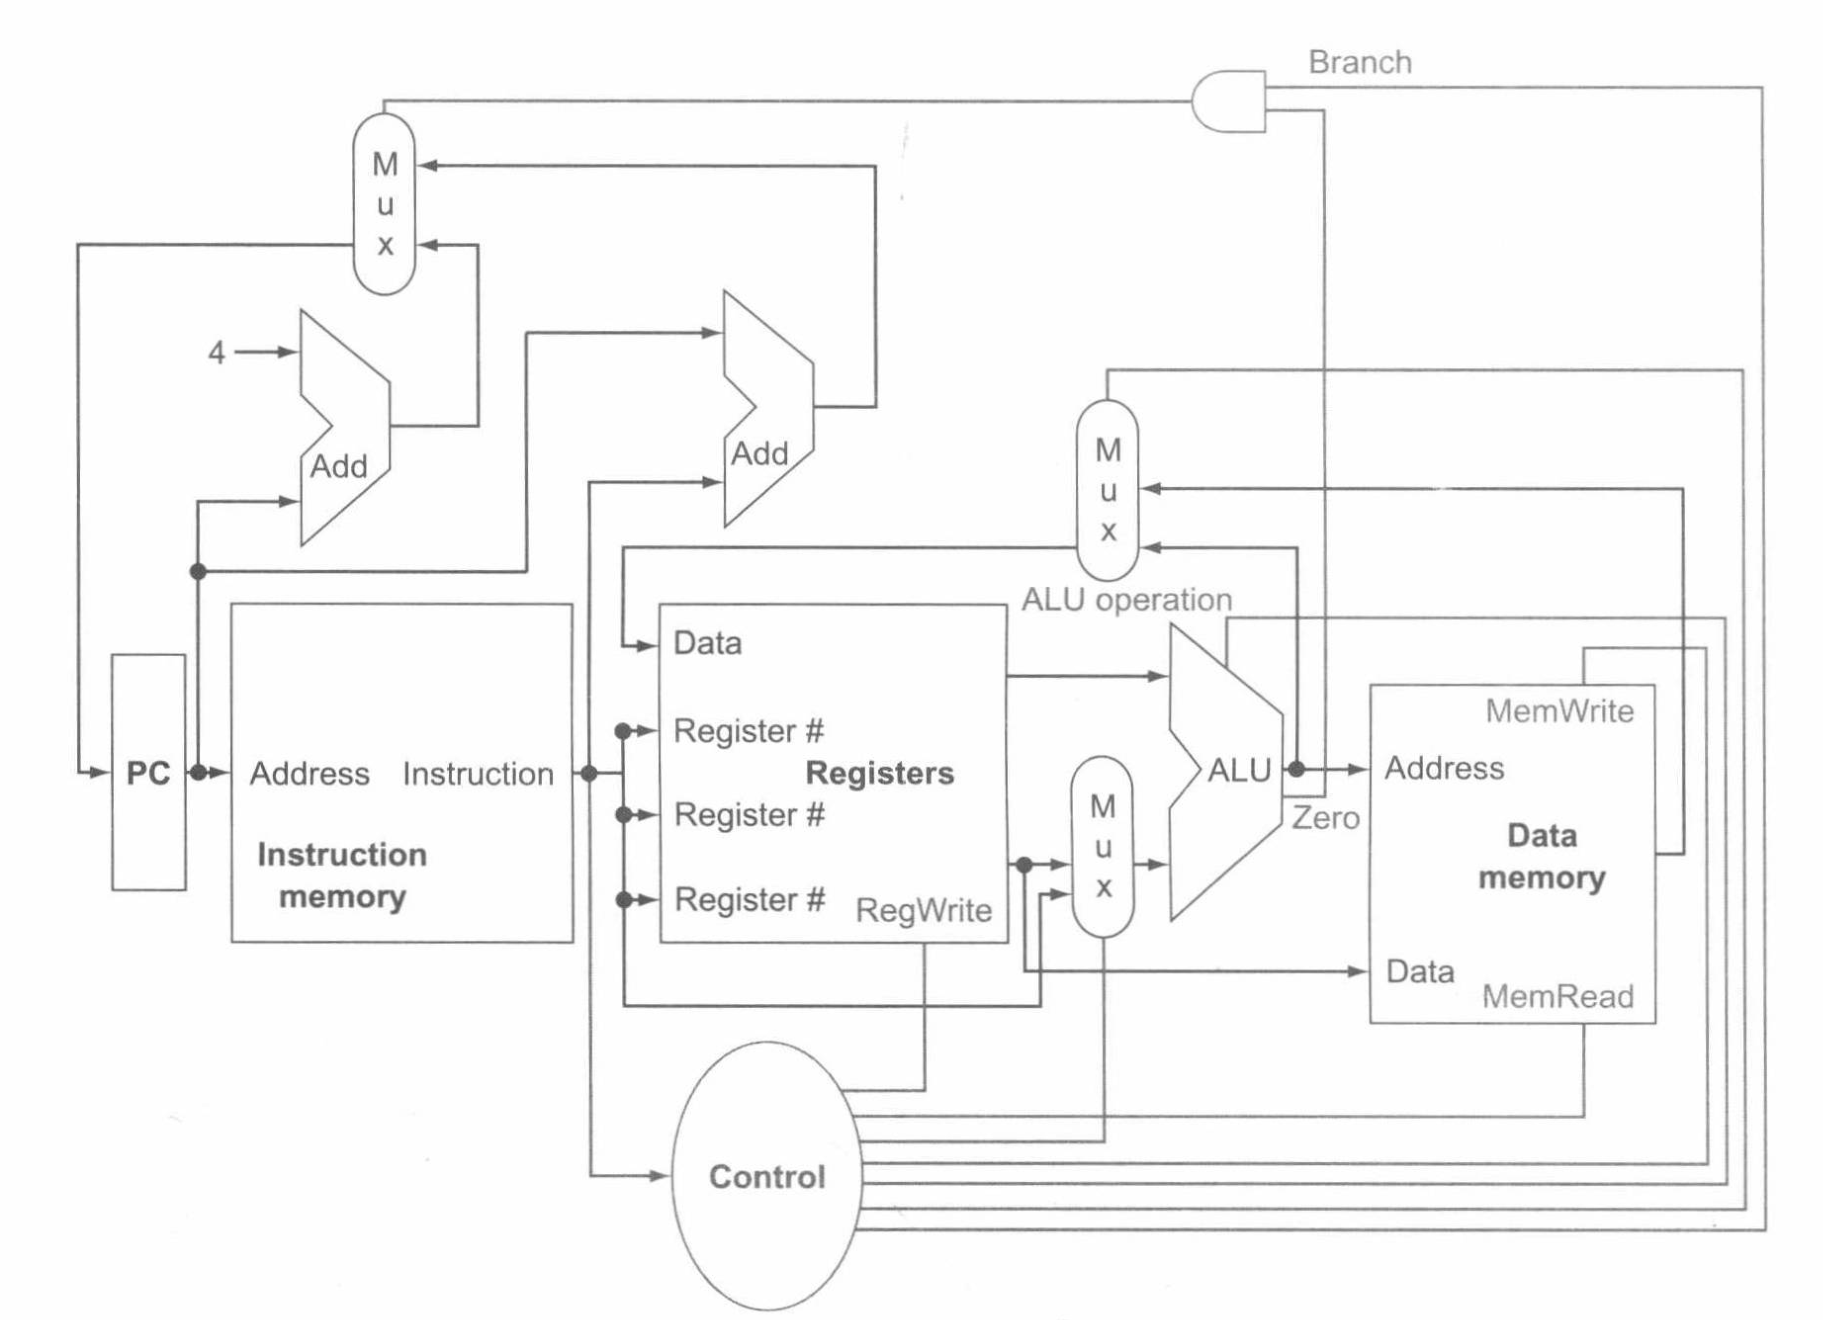 Branch
M
u
x
4
Add
Add
M
u
x
ALU operation
Data
Register #
Registers
Register #
Register #
RegWrite
PC
Address
Instruction
Instruction
memory
M
u
x
ALU
Zero
MemWrite
Address
Data
memory
Data
MemRead
Control